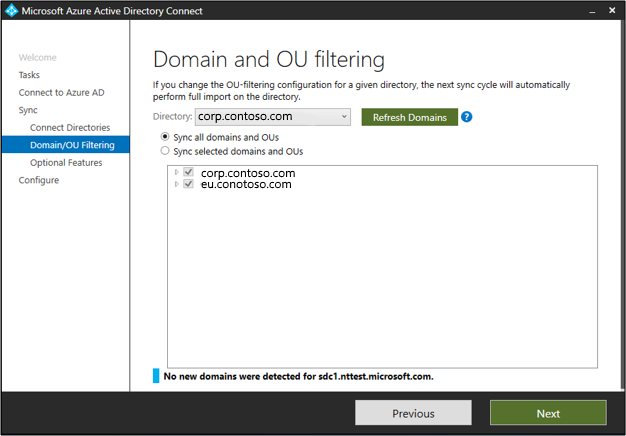 Microsoft Azure Active Directory Connect
Welcome
Tasks
Connect to Azure AD
Sync
Connect Directories
Domain/OU Filtering
Optional Features
Configure
Domain and OU filtering
If you change the OU-filtering configuration for a given directory, the next sync cycle will automatically
perform full import on the directory.
Directory: corp.contoso.com Refresh Domains ?
Sync all domains and OUs
Sync selected domains and OUs
corp.contoso.com
eu.conotoso.com
No new domains were detected for sdc1.nttest.microsoft.com.
Previous Next